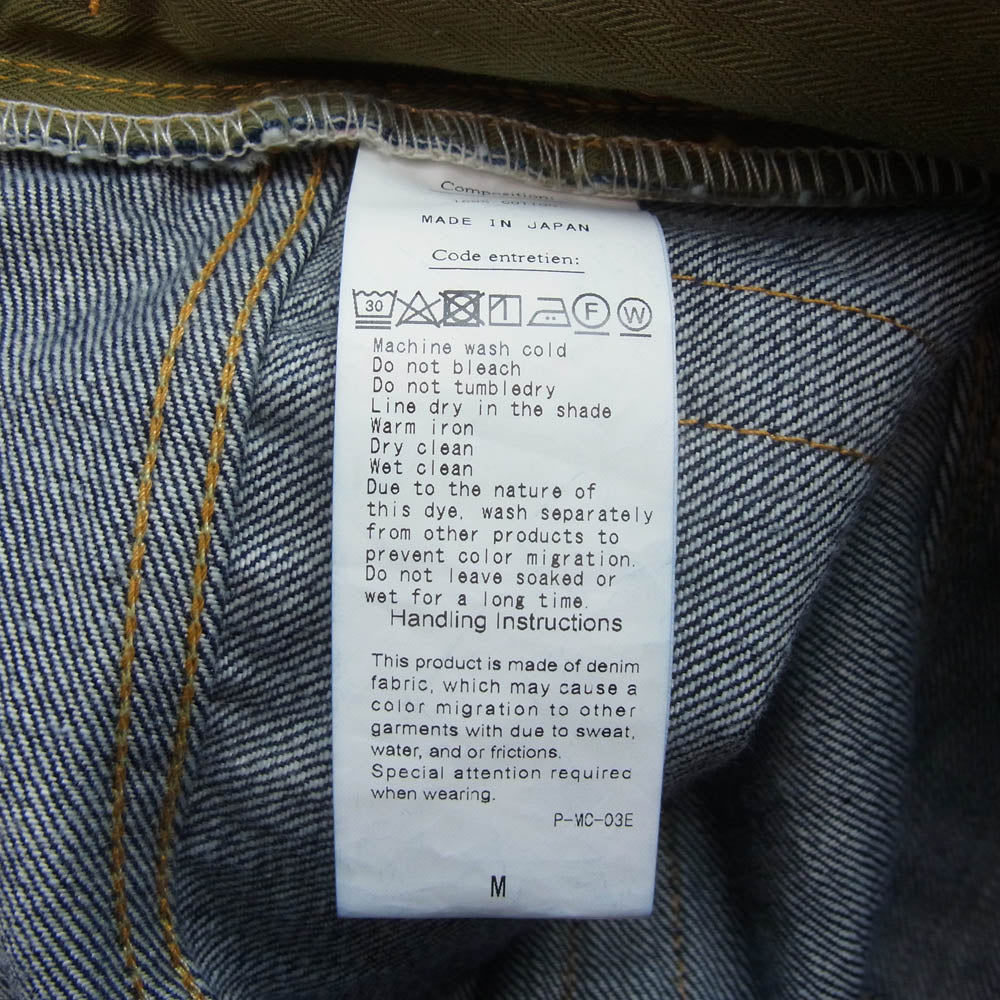 Composition:
100% COTTON
MADE IN JAPAN
Code entretien:
30 F W
Machine wash cold
Do not bleach
Do not tumbledry
Line dry in the shade
Warm iron
Dry clean
Wet clean
Due to the nature of
this dye, wash separately
from other products to
prevent color migration.
Do not leave soaked or
wet for a long time.
Handling Instructions
This product is made of denim
fabric, which may cause a
color migration to other
garments with due to sweat,
water, and or frictions.
Special attention required
when wearing.
P-MC-03E
M